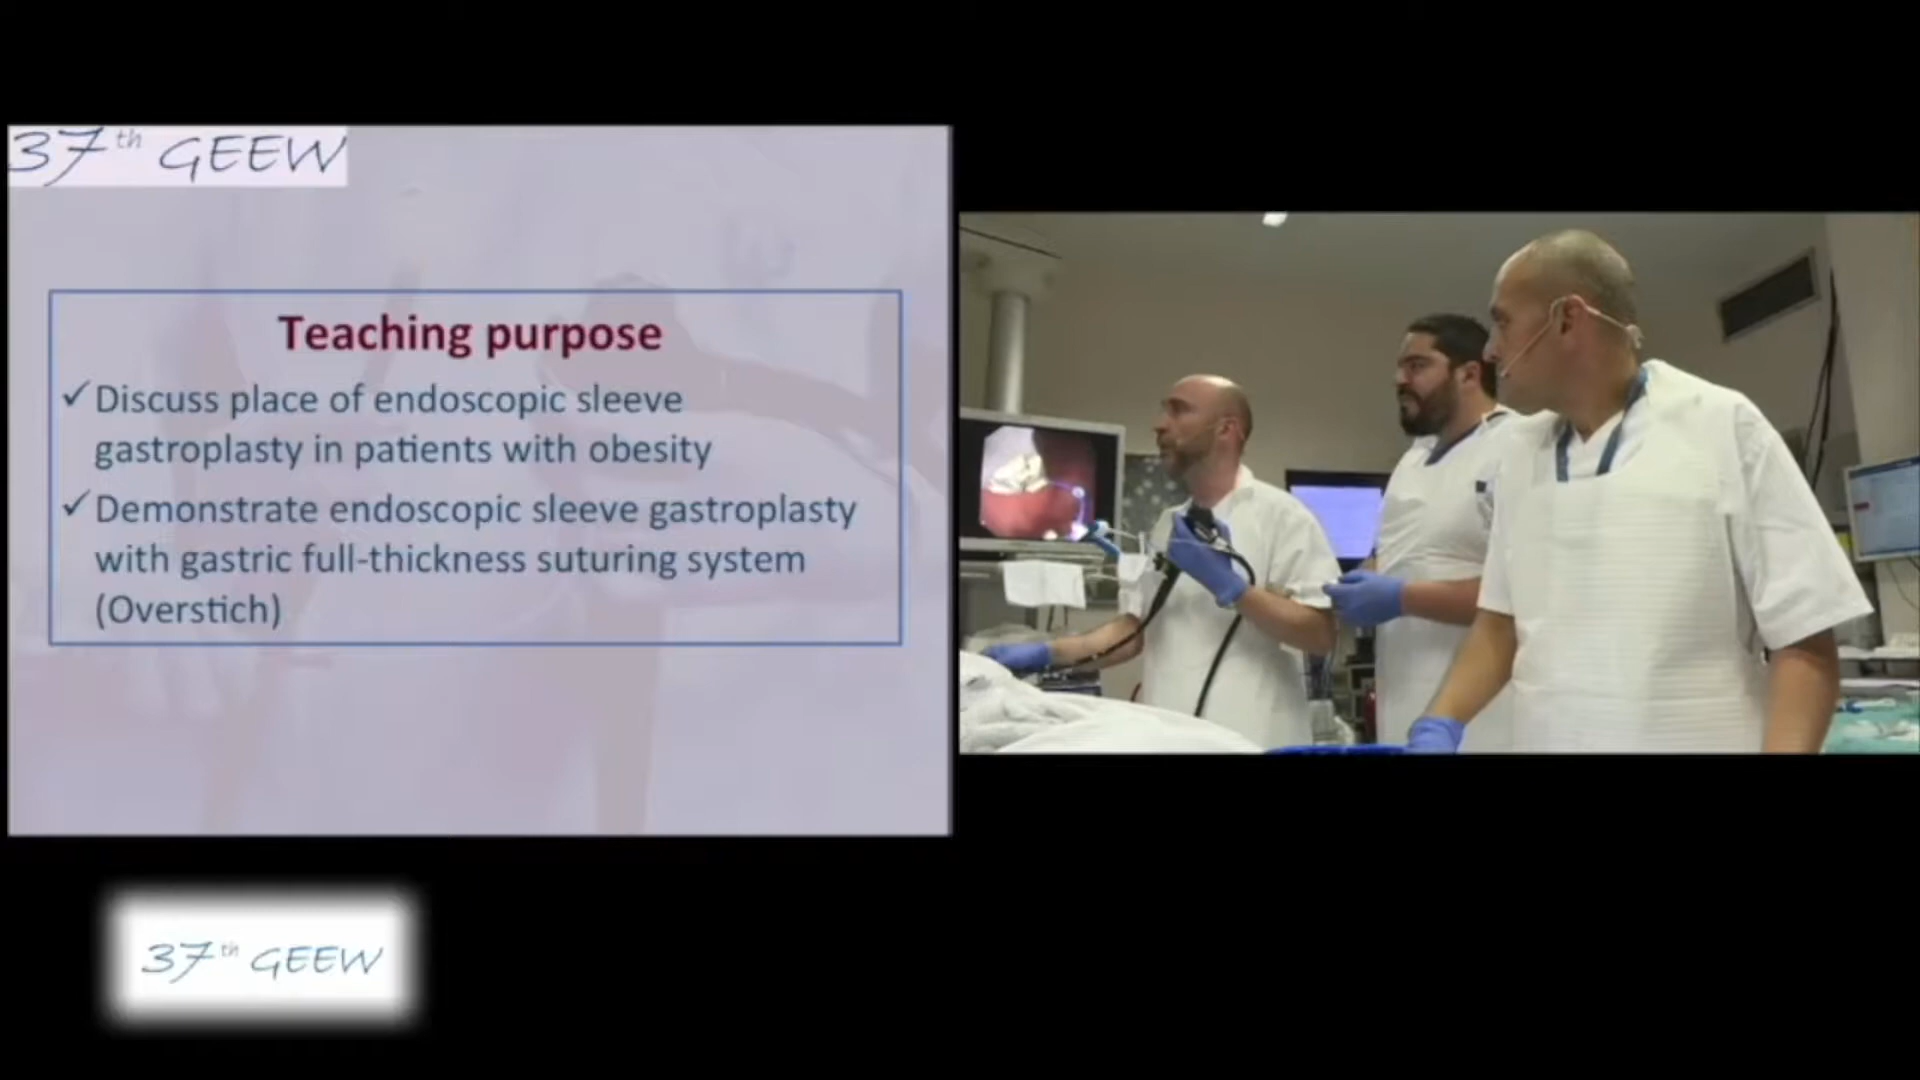 37th GEEW
Teaching purpose
✓Discuss place of endoscopic sleeve
gastroplasty in patients with obesity
✓Demonstrate endoscopic sleeve gastroplasty
with gastric full-thickness suturing system
(Overstich)
37th GEEW